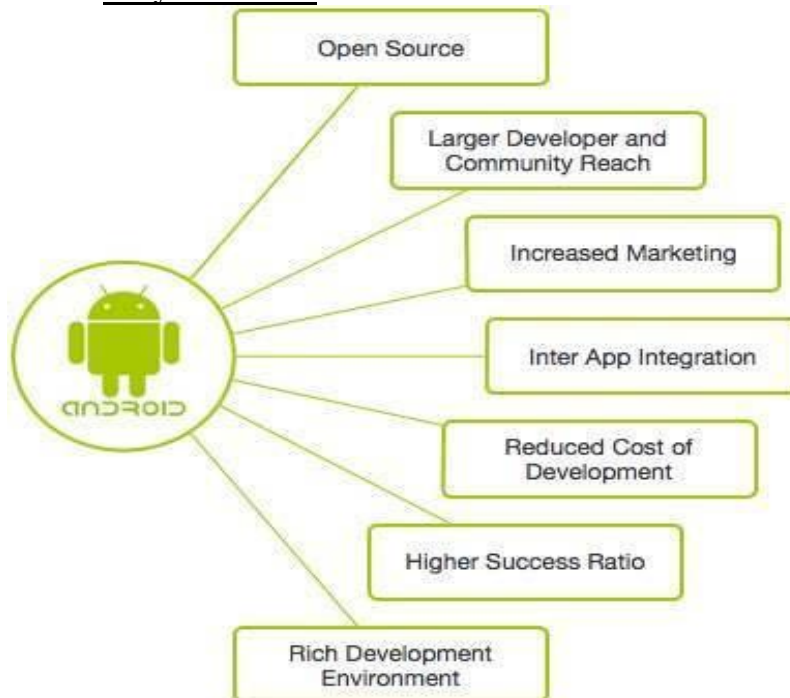 Open Source
Larger Developer and
Community Reach
Increased Marketing
Inter App Integration
ANDROID
Reduced Cost of
Development
Higher Success Ratio
Rich Development
Environment